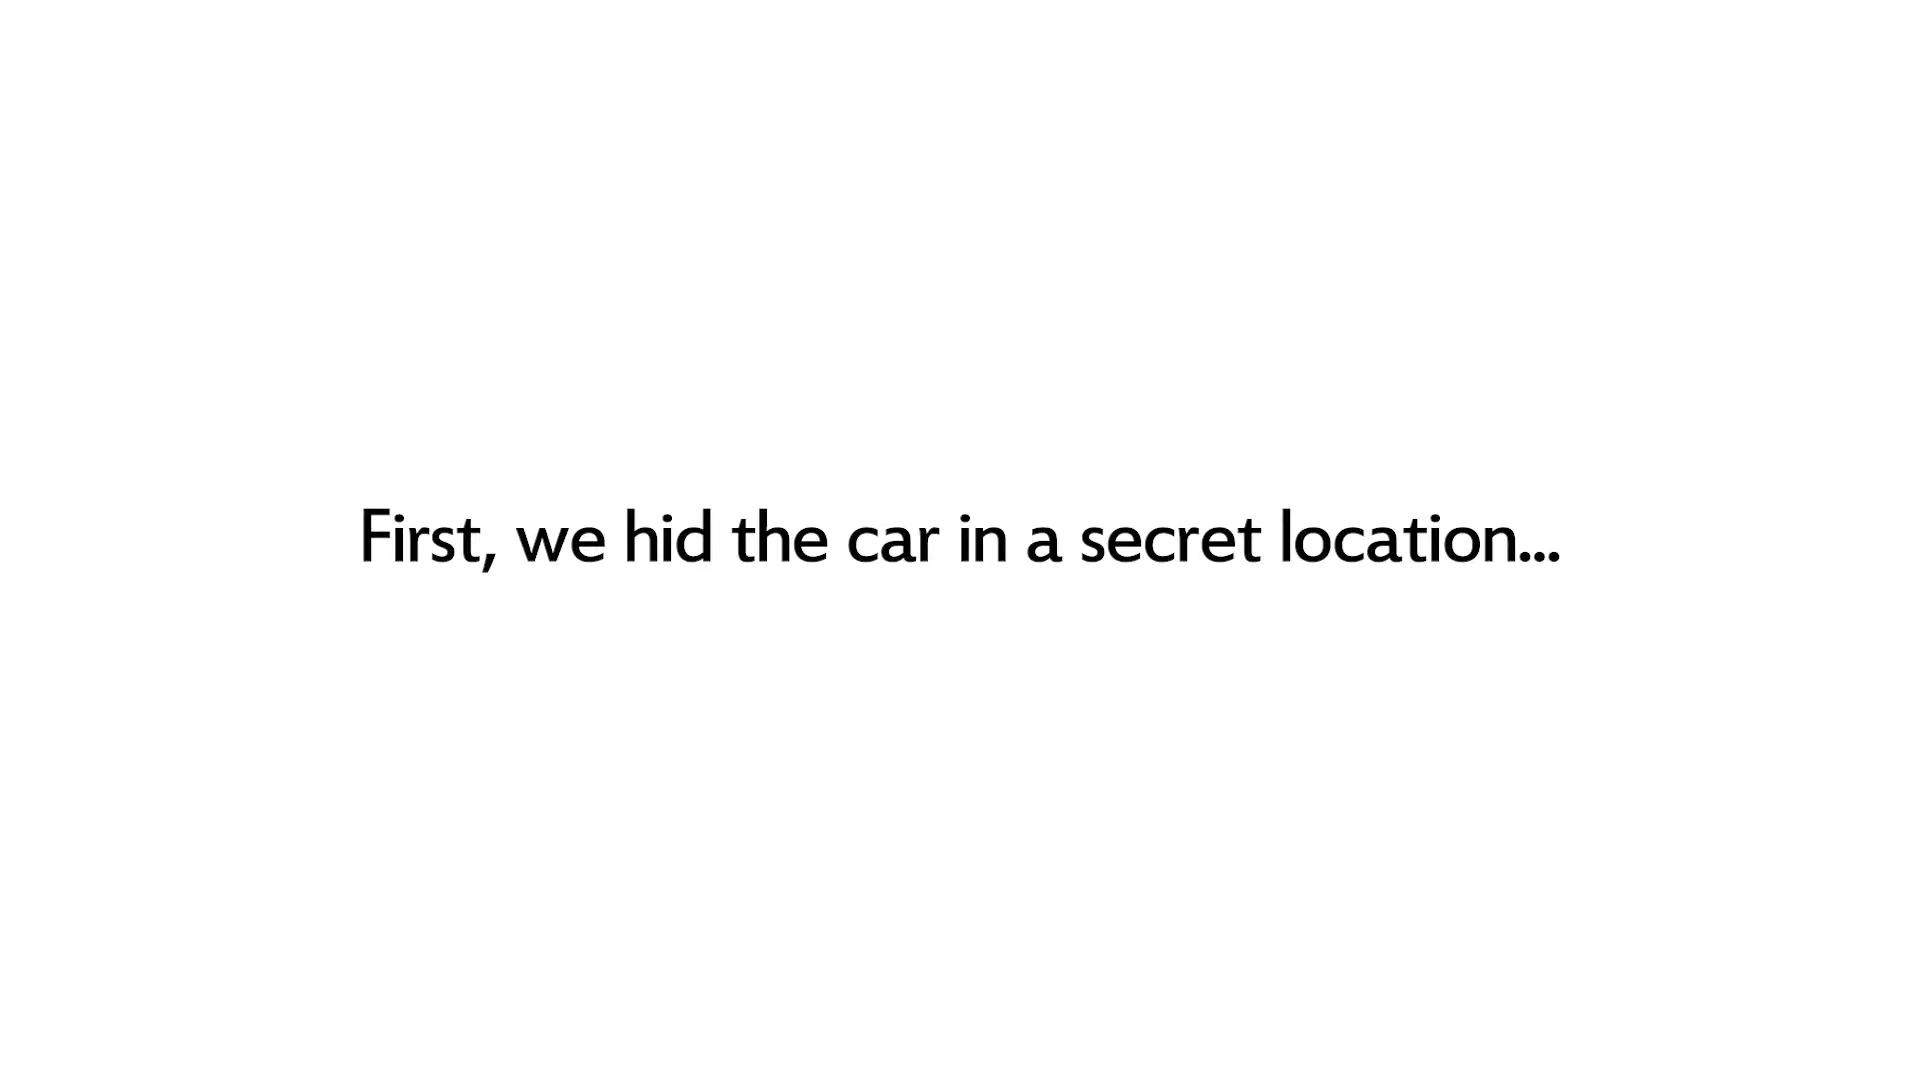 First, we hid the car in a secret location...